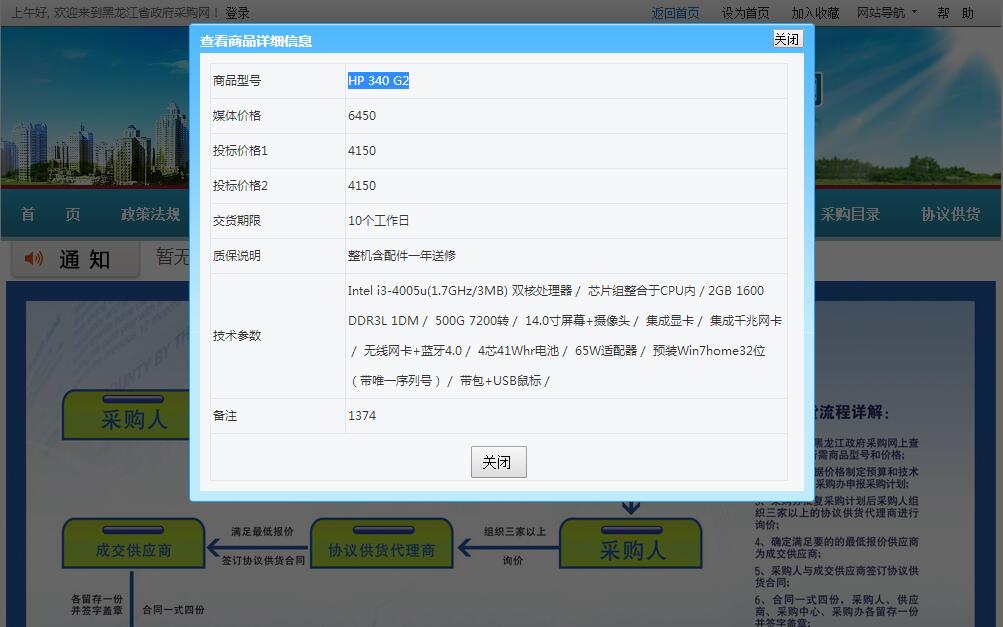 上午好, 欢迎来到黑龙江省政府采购网！ 登录
返回首页 设为首页 加入收藏 网站导航 帮 助
查看商品详细信息
关闭
商品型号 HP 340 G2
媒体价格 6450
投标价格1 4150
投标价格2 4150
交货期限 10个工作日
质保说明 整机含配件一年送修
技术参数
Intel i3-4005u(1.7GHz/3MB) 双核处理器 / 芯片组整合于CPU内 / 2GB 1600
DDR3L 1DM / 500G 7200转 / 14.0寸屏幕+摄像头 / 集成显卡 / 集成千兆网卡
/ 无线网卡+蓝牙4.0 / 4芯41Whr电池 / 65W适配器 / 预装Win7home32位
（带唯一序列号） / 带包+USB鼠标 /
备注 1374
关闭
首 页 政策法规
采购目录 协议供货
通 知
暂无
采购人
流程详解：
黑龙江政府采购网上查
所需商品型号和价格;
据价格制定预算和技术
采购办申报采购计划;
复采购计划后采购人组
织三家以上的协议供货代理商进行
询价;
4、确定满足要的的最低报价供应商
为成交供应商;
5、采购人与成交供应商签订协议供
货合同;
6、合同一式四份，采购人、供应
商、采购中心、采购办各留存一份
并签字盖章;
成交供应商
满足最低报价
签订协议供货合同
协议供货代理商
组织三家以上
询价
采购人
各留存一份
并签字盖章
合同一式四份